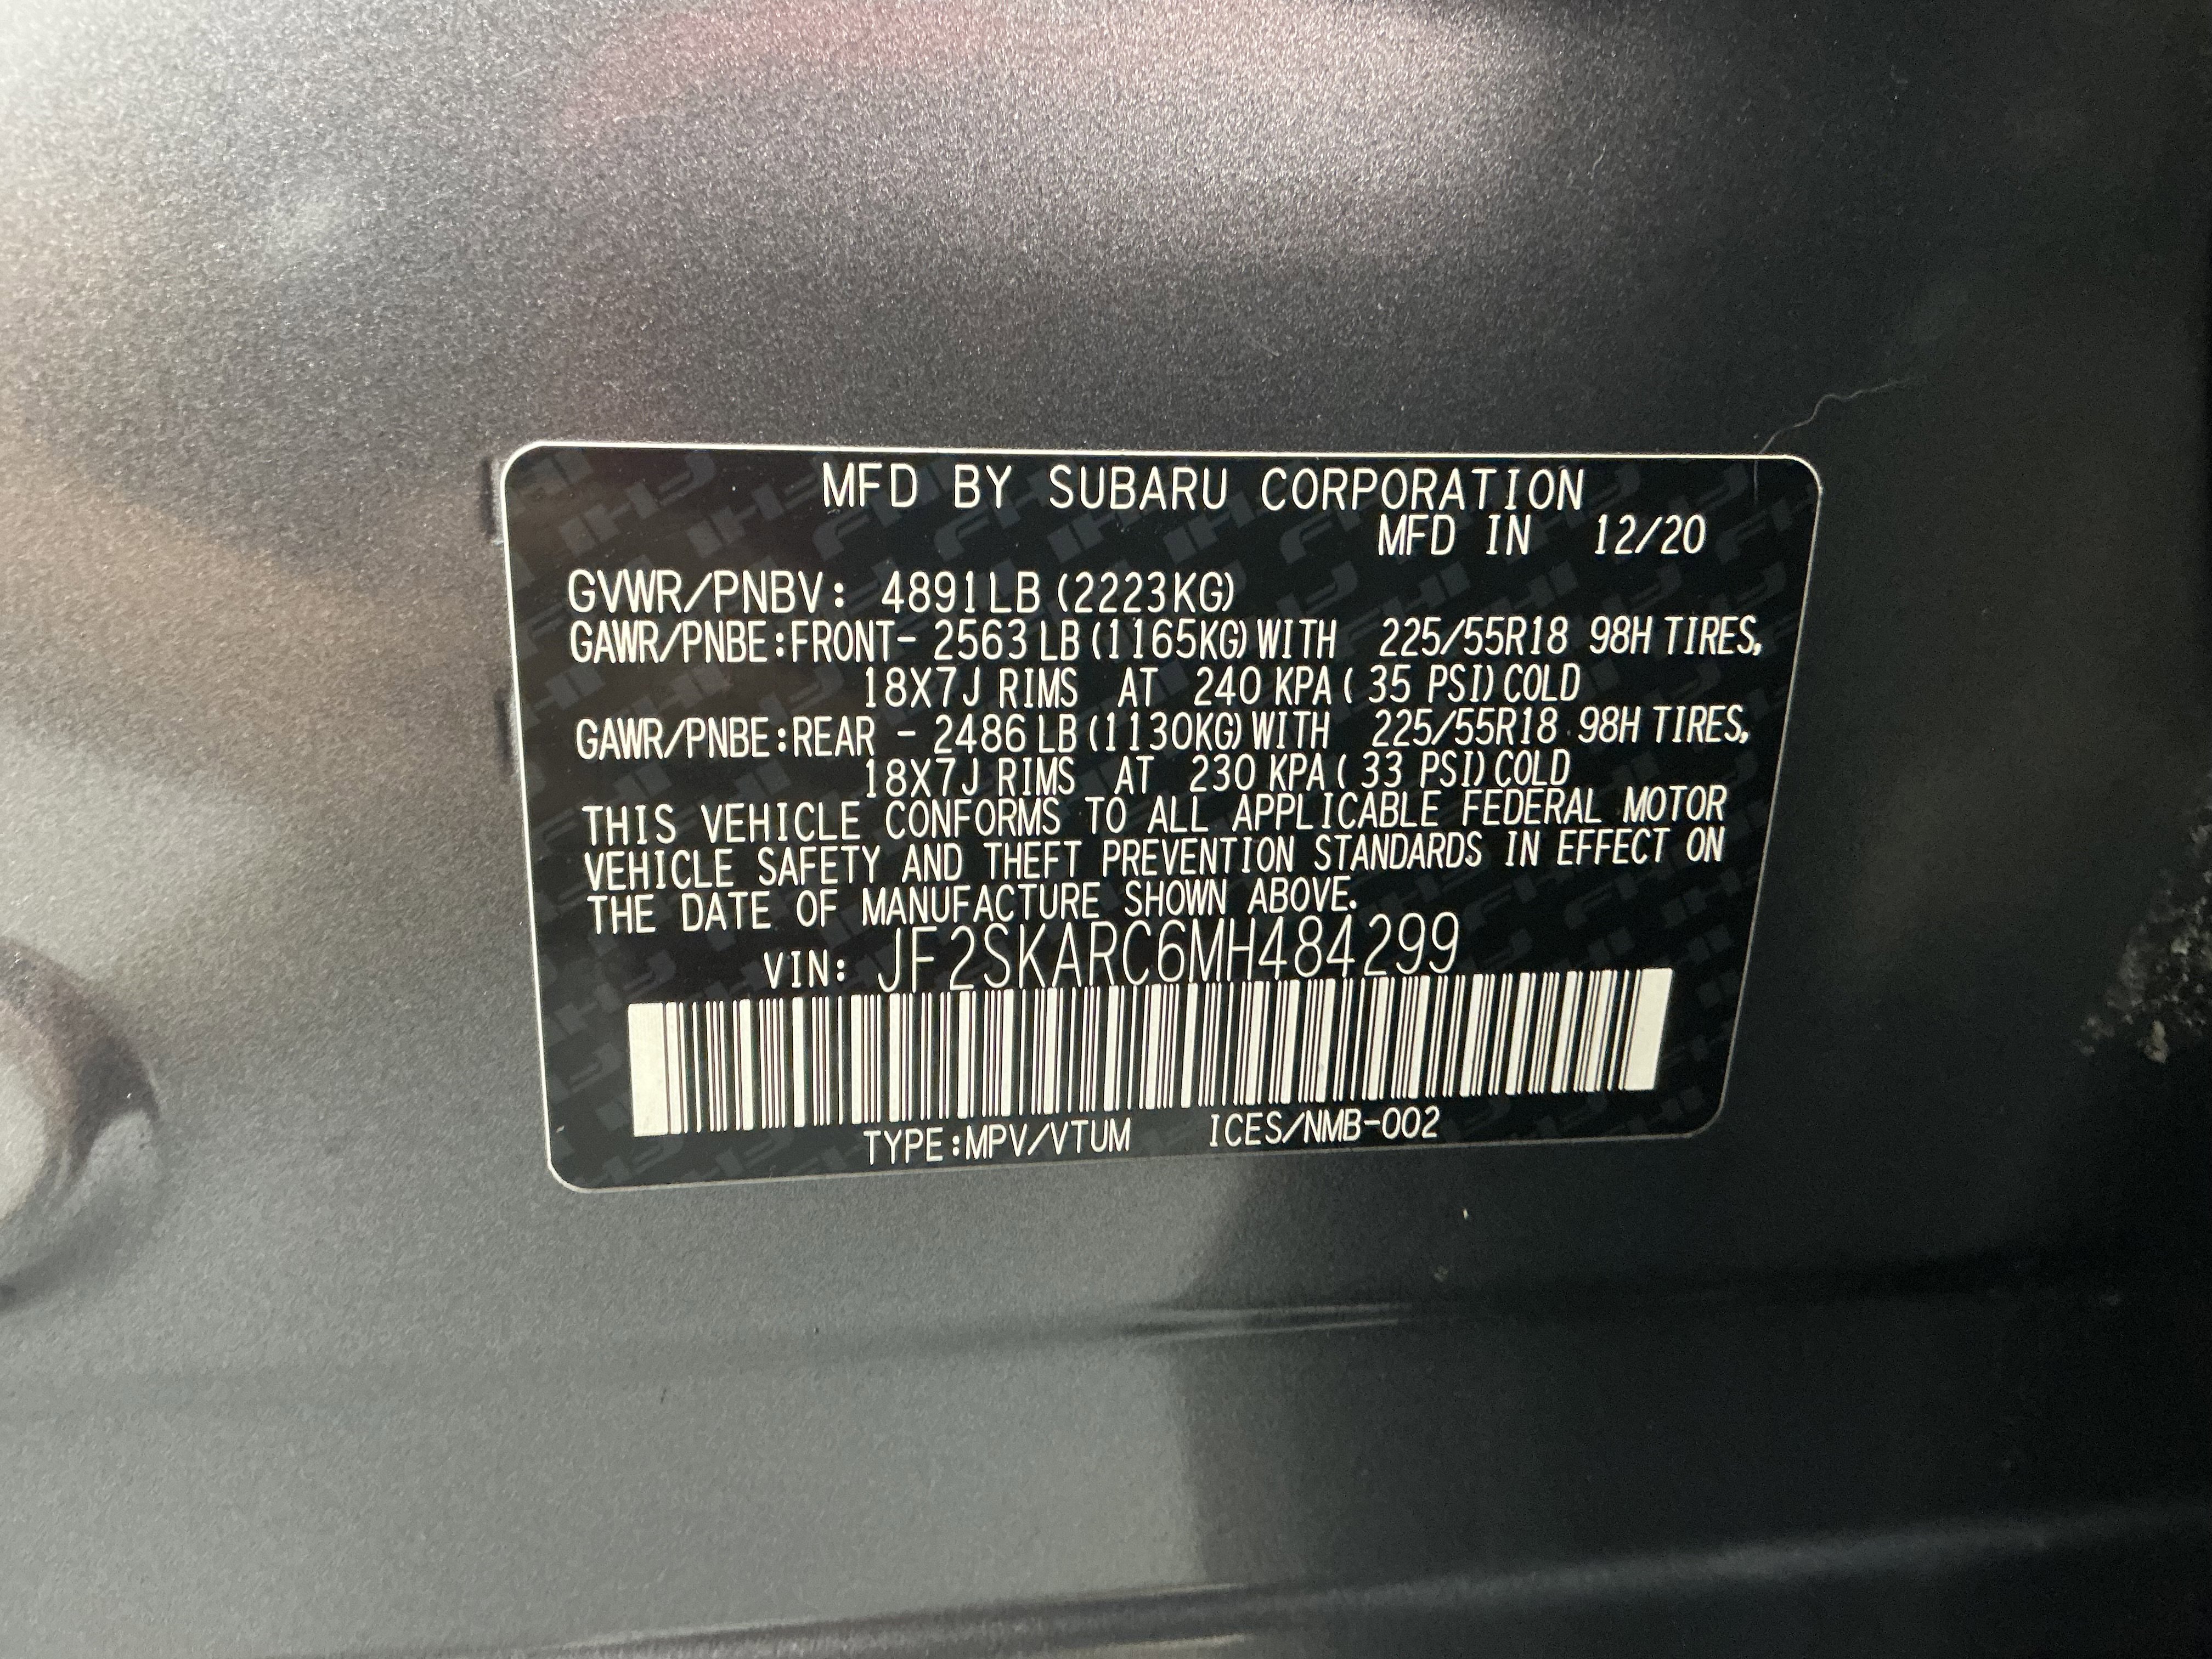 MFD BY SUBARU CORPORATION
MFD IN 12/20
GVWR/PNBV: 4891LB (2223KG)
GAWR/PNBE:FRONT- 2563 LB (1165KG) WITH 225/55R18 98H TIRES,
18X7J RIMS AT 240 KPA ( 35 PSI) COLD
GAWR/PNBE:REAR - 2486 LB (1130KG) WITH 225/55R18 98H TIRES,
18X7J RIMS AT 230 KPA ( 33 PSI) COLD
THIS VEHICLE CONFORMS TO ALL APPLICABLE FEDERAL MOTOR
VEHICLE SAFETY AND THEFT PREVENTION STANDARDS IN EFFECT ON
THE DATE OF MANUFACTURE SHOWN ABOVE.
VIN: JF2SKARC6MH484299
TYPE:MPV/VTUM ICES/NMB-002